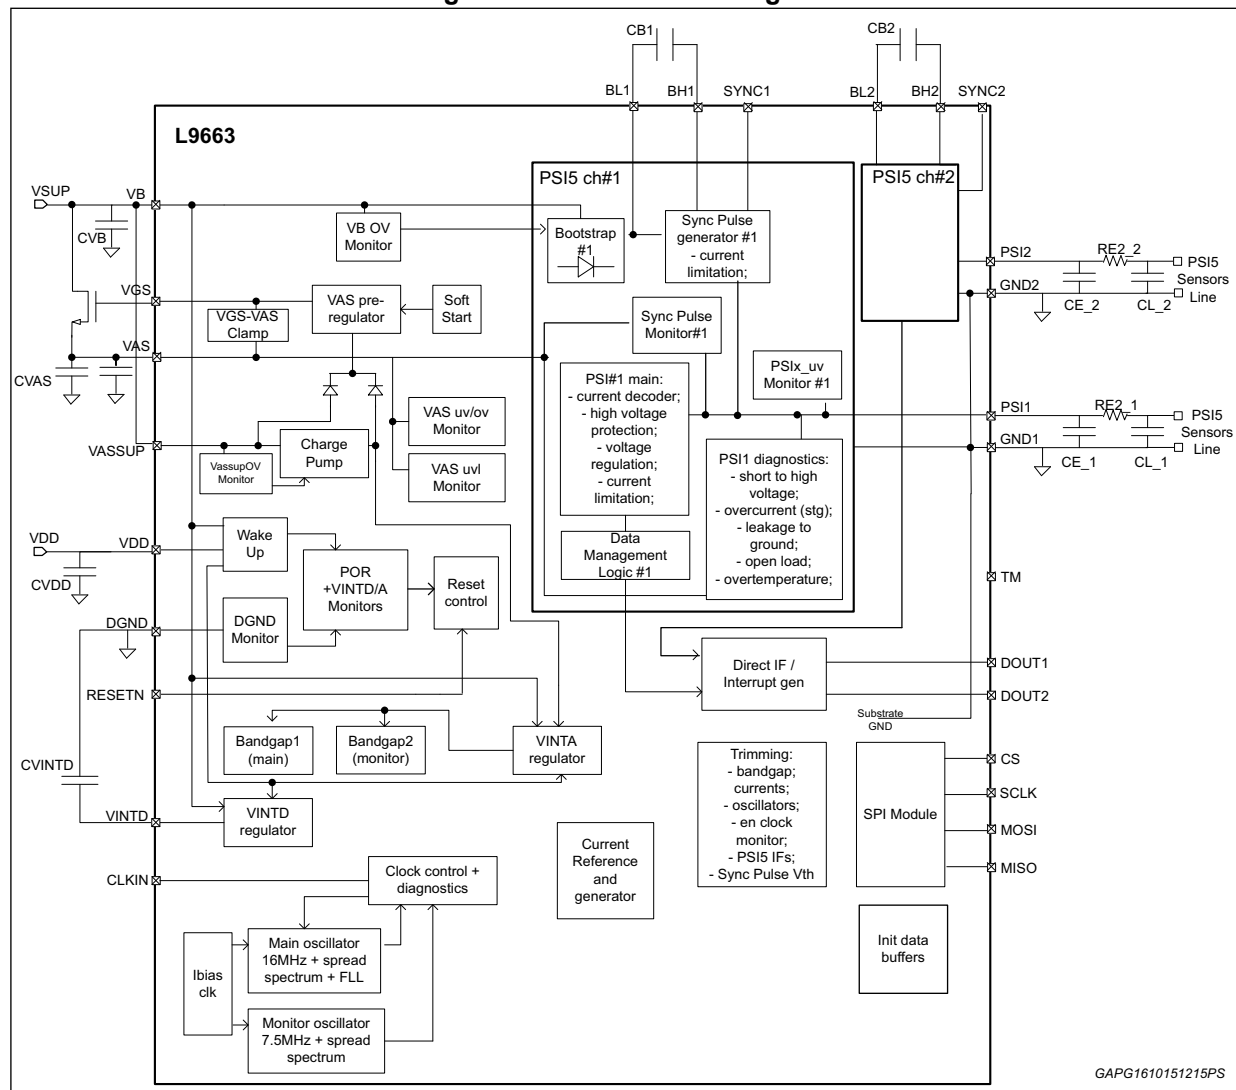 CB1
CB2
BL1
BH1
SYNC1
BL2
BH2
SYNC2
L9663
PSI5 ch#1
PSI5 ch#2
VSUP
VB
CVB
VB OV
Monitor
Bootstrap
#1
Sync Pulse
generator #1
- current
limitation;
PSI2
RE2_2
PSI5
Sensors
Line
GND2
CE_2
CL_2
VGS
VGS-VAS
Clamp
VAS pre-
regulator
Soft
Start
Sync Pulse
Monitor#1
VAS
CVAS
PSI#1 main:
- current decoder;
- high voltage
protection;
- voltage
regulation;
- current
limitation;
PSIx_uv
Monitor #1
VAS uv/ov
Monitor
PSI1
RE2_1
PSI5
Sensors
Line
GND1
CE_1
CL_1
VASSUP
VassupOV
Monitor
Charge
Pump
VAS uvl
Monitor
PSI1 diagnostics:
- short to high
voltage;
- overcurrent (stg)
- leakage to
ground;
- open load;
- overtemperature;
VDD
VDD
CVDD
Wake
Up
POR
+VINTD/A
Monitors
Reset
control
Data
Management
Logic #1
TM
DGND
DGND
Monitor
Direct IF /
Interrupt gen
DOUT1
DOUT2
RESETN
Substrate
GND
Bandgap1
(main)
Bandgap2
(monitor)
VINTA
regulator
Trimming:
- bandgap;
currents;
- oscillators;
- en clock
monitor;
- PSI5 IFs;
- Sync Pulse Vth
SPI Module
CS
SCLK
MOSI
MISO
CVINTD
VINTD
VINTD
regulator
Current
Reference
and
generator
CLKIN
Clock control +
diagnostics
Ibias
clk
Main oscillator
16MHz + spread
spectrum + FLL
Init data
buffers
Monitor oscillator
7.5MHz + spread
spectrum
GAPG1610151215PS